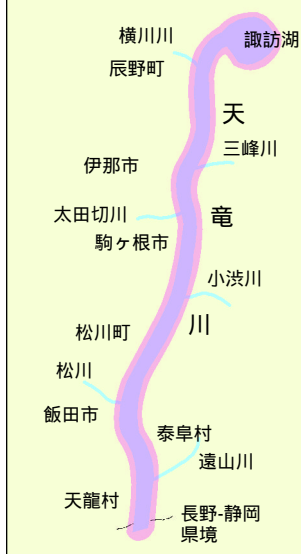 横川川
諏訪湖
辰野町
天
三峰川
伊那市
太田切川
竜
駒ヶ根市
小渋川
川
松川町
松川
飯田市
泰阜村
遠山川
天龍村
長野-静岡
県境